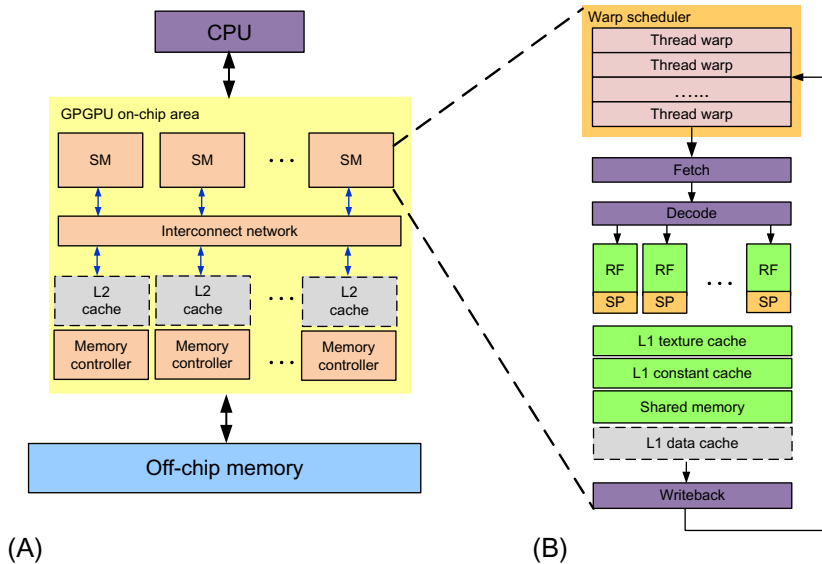 CPU
GPGPU on-chip area
SM
SM
...
SM
Interconnect network
L2
cache
L2
cache
...
L2
cache
Memory
controller
Memory
controller
...
Memory
controller
Off-chip memory
(A)
Warp scheduler
Thread warp
Thread warp
......
Thread warp
Fetch
Decode
RF
RF
...
RF
SP
SP
SP
L1 texture cache
L1 constant cache
Shared memory
L1 data cache
Writeback
(B)